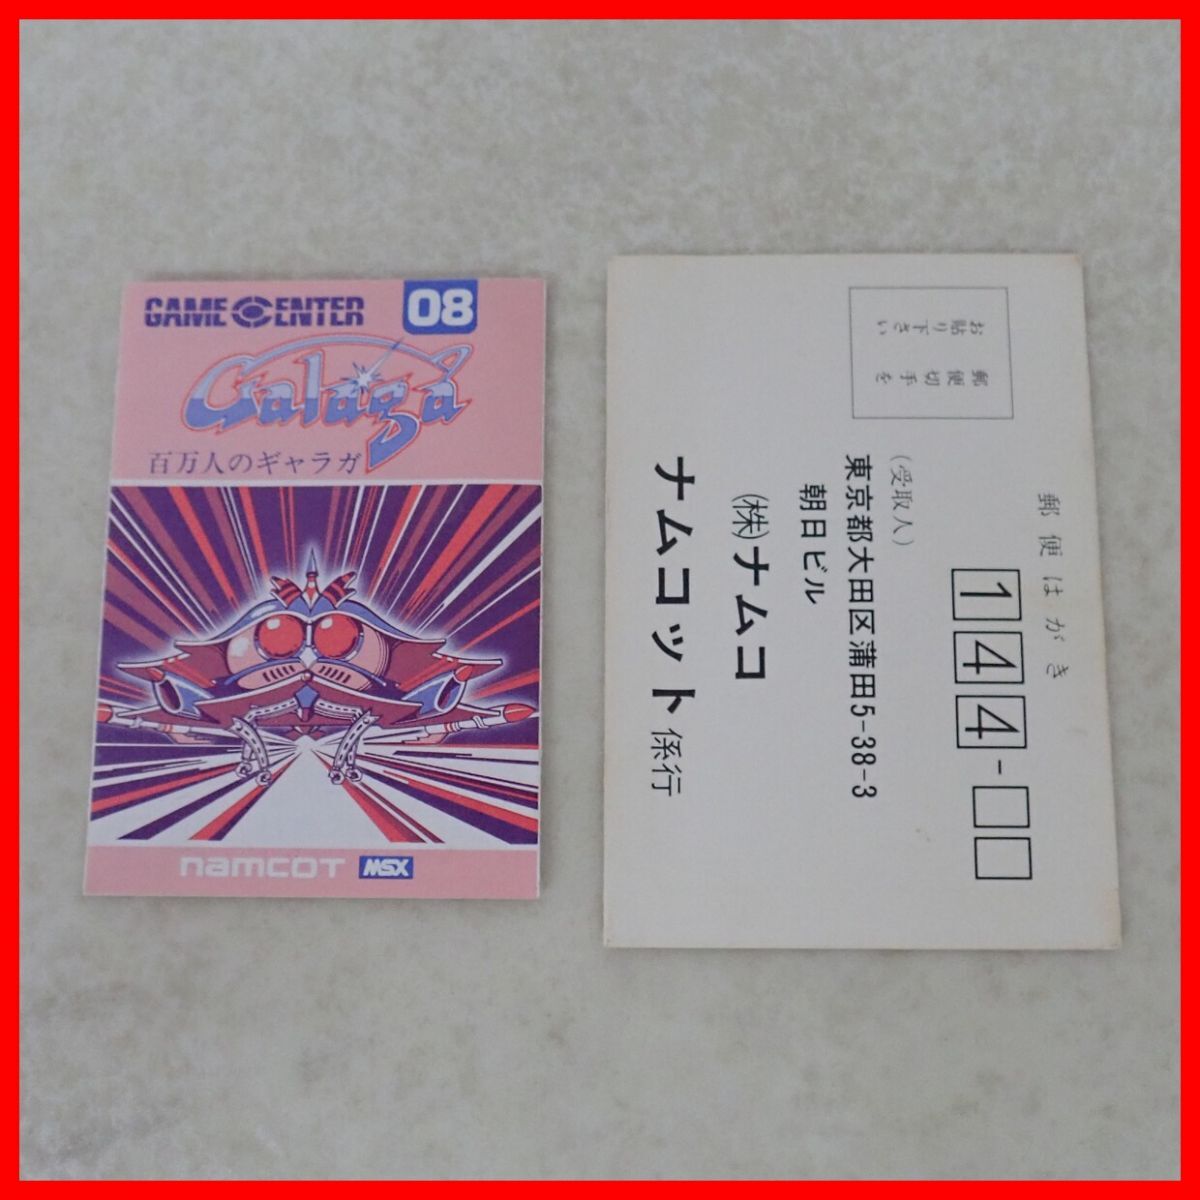 GAME CENTER 08
Galaga
百万人のギャラガ
namcoT MSX
郵便はがき
144-
郵便切手を
お貼り下さい
(受取人)
東京都大田区蒲田5-38-3
朝日ビル
(株)ナムコ
ナムコット係行